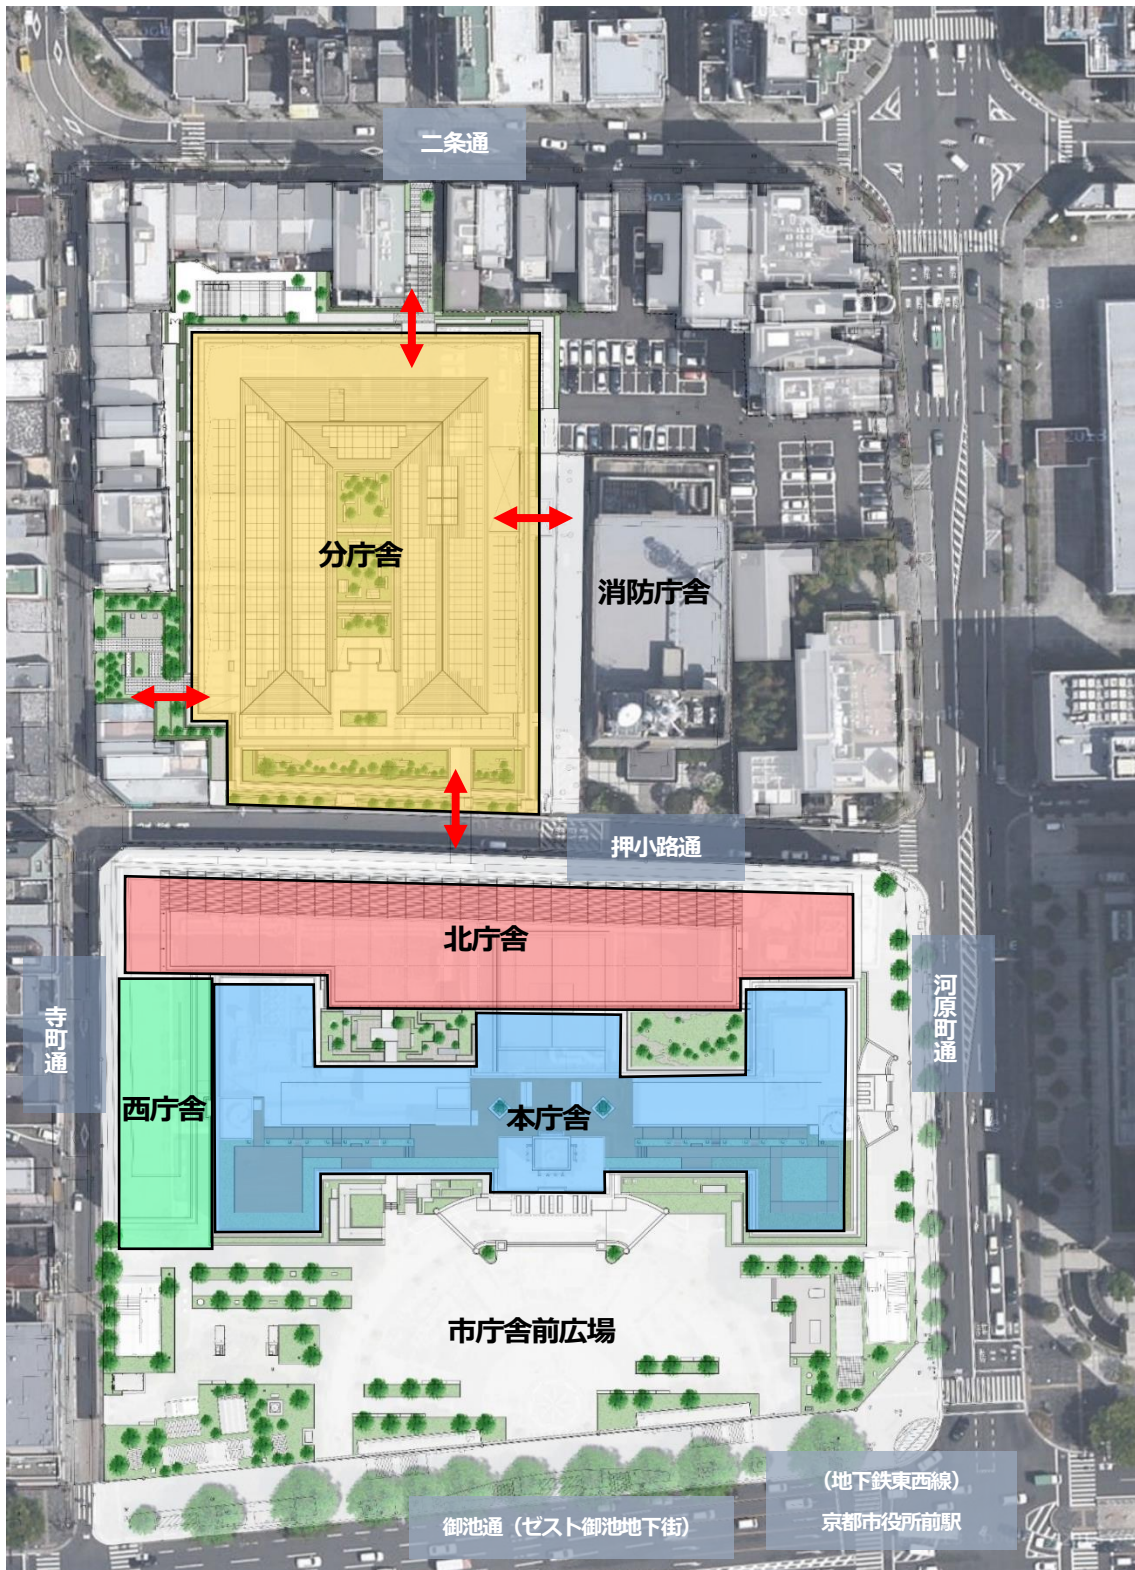 二条通
分庁舎
消防庁舎
押小路通
北庁舎
寺町通
河原町通
西庁舎
本庁舎
市庁舎前広場
（地下鉄東西線）
京都市役所前駅
御池通（ゼスト御池地下街）